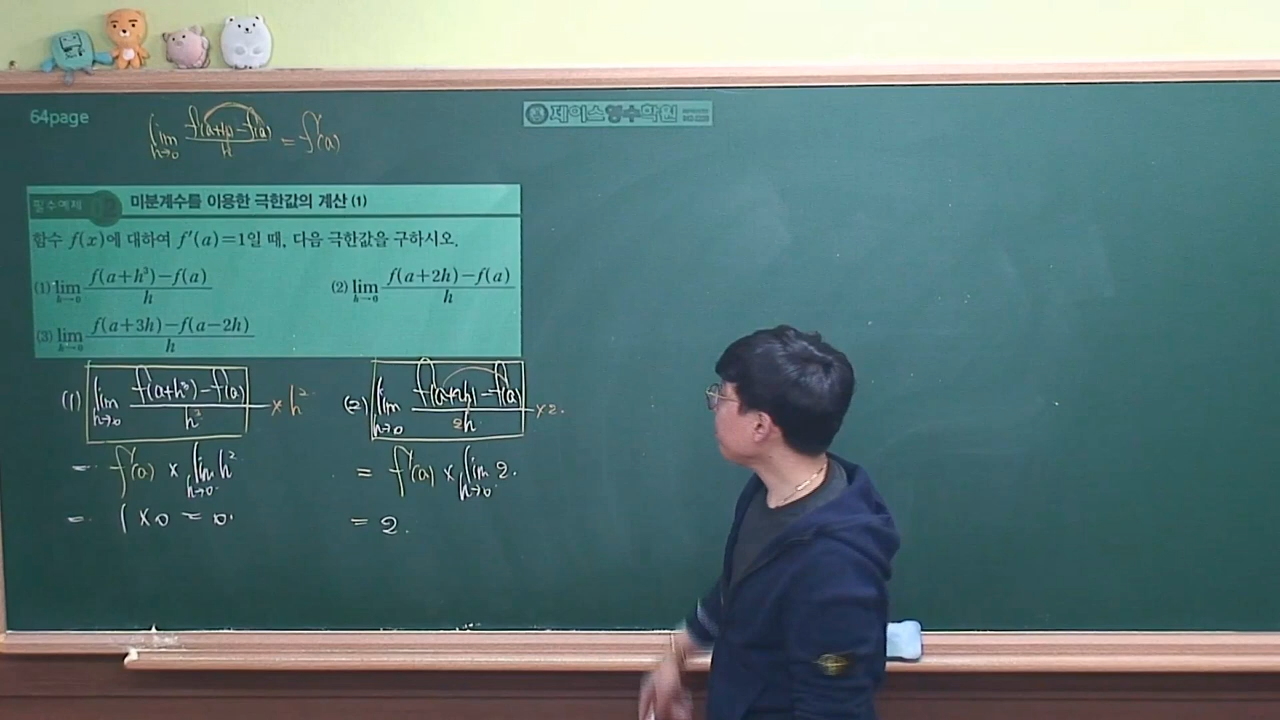 64page
제이스영수학원
lim h→0 f(a+h)-f(a) / h = f'(a)
필수예제 02 미분계수를 이용한 극한값의 계산 (1)
함수 f(x)에 대하여 f'(a)=1일 때, 다음 극한값을 구하시오.
(1) lim h→0 f(a+h³)-f(a) / h (2) lim h→0 f(a+2h)-f(a) / h
(3) lim h→0 f(a+3h)-f(a-2h) / h
(1) lim h→0 f(a+h³)-f(a) / h³ × h² (2) lim h→0 f(a+2h)-f(a) / 2h × 2.
= f'(a) × lim h→0 h² = f'(a) × lim h→0 2.
= 1 × 0 = 0. = 2.